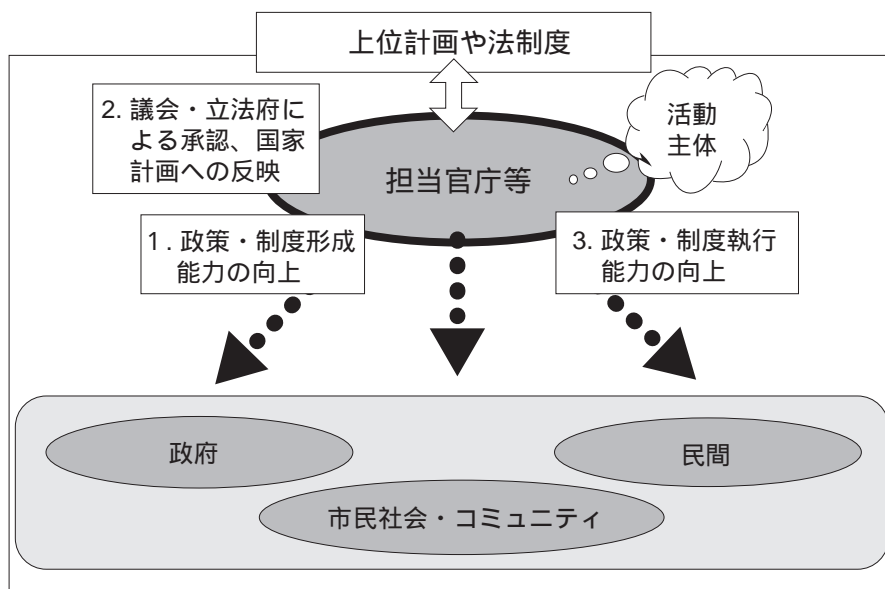 上位計画や法制度
2. 議会・立法府に
よる承認、国家
計画への反映
活動
主体
担当官庁等
1 . 政策・制度形成
能力の向上
3. 政策・制度執行
能力の向上
政府
民間
市民社会・コミュニティ